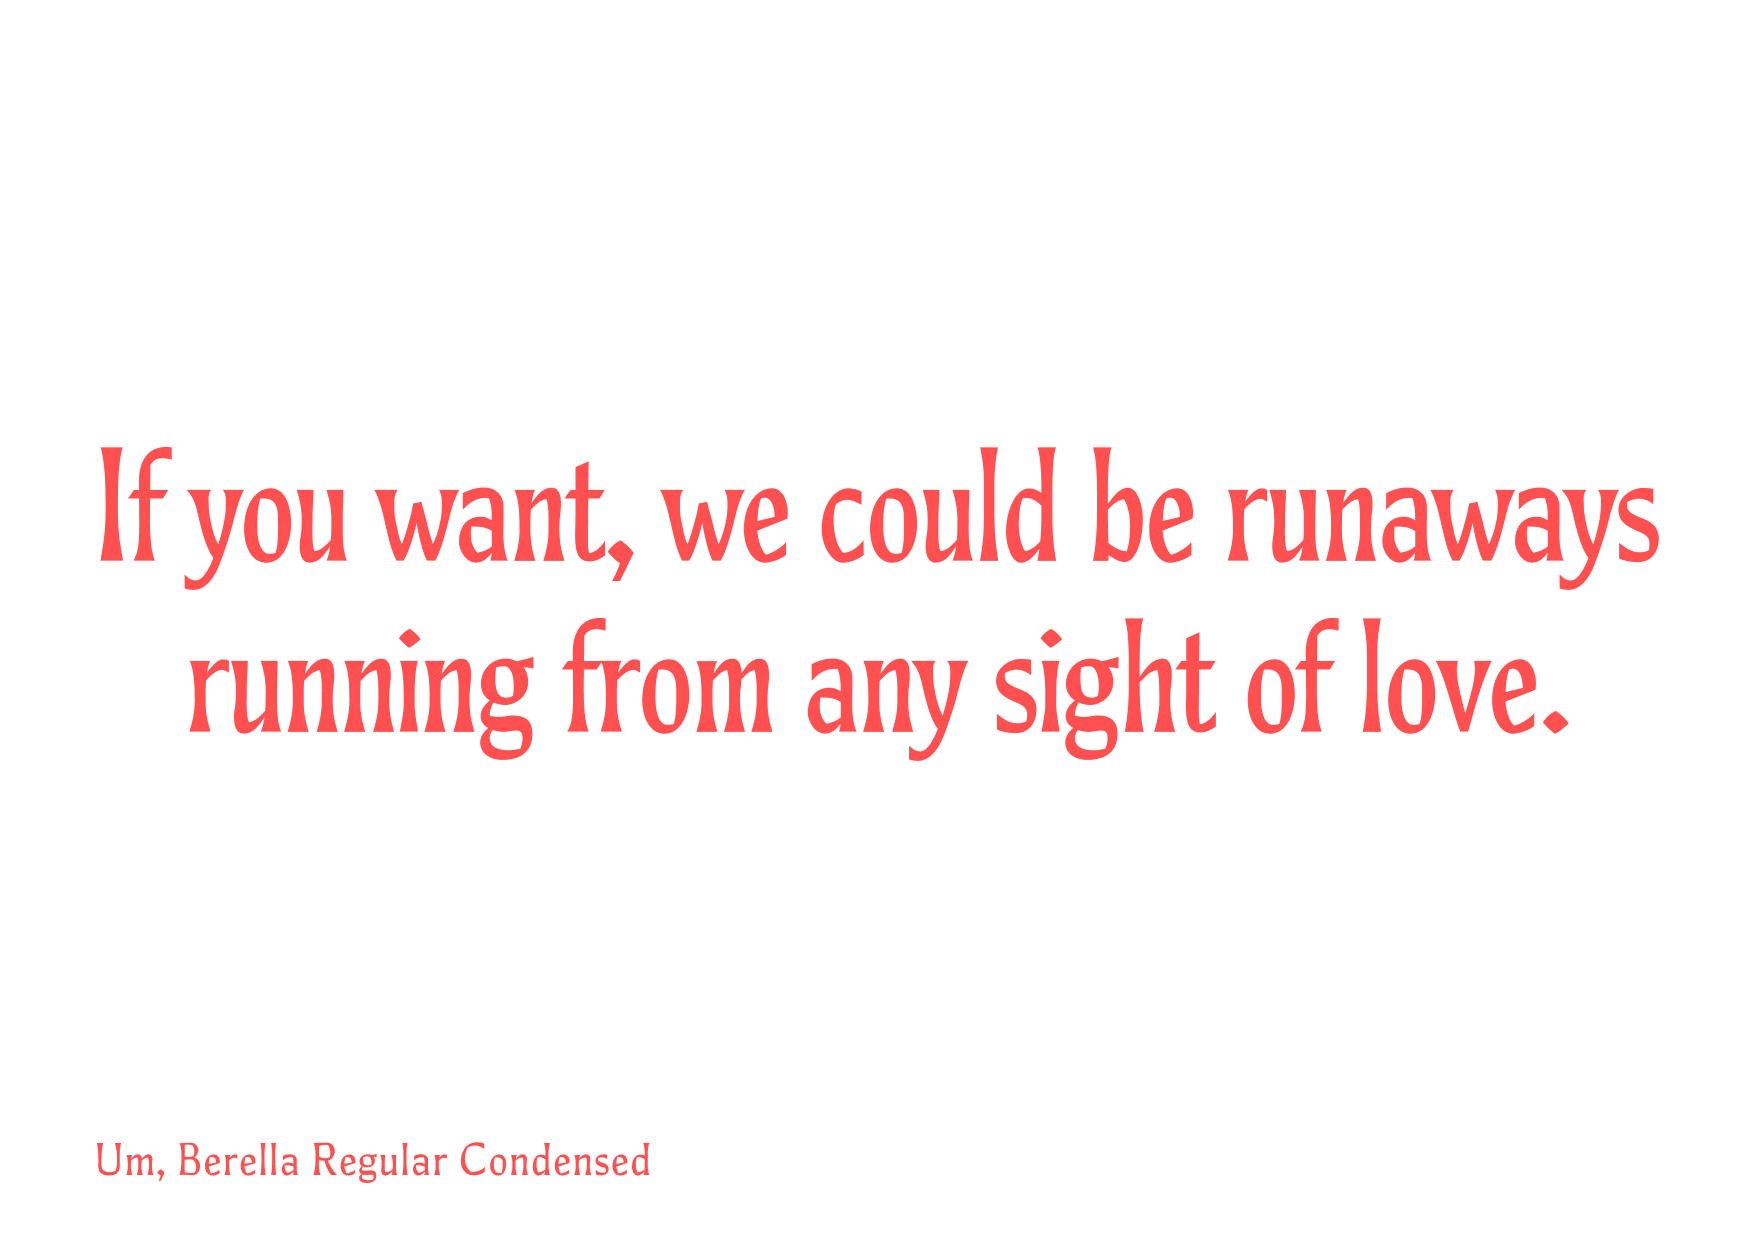 If you want, we could be runaways
running from any sight of love.
Um, Berella Regular Condensed